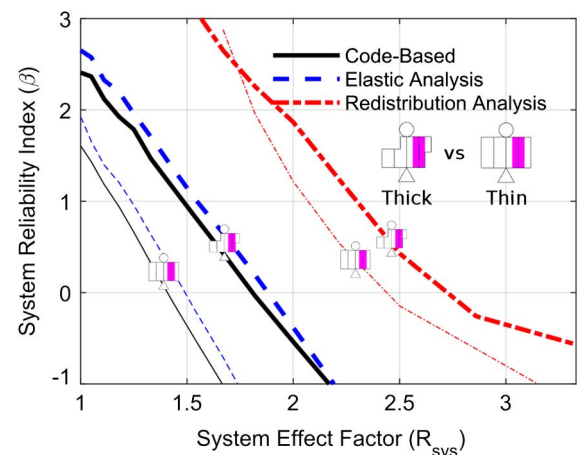 3
2
1
0
-1
System Reliability Index (β)
Code-Based
Elastic Analysis
Redistribution Analysis
vs
Thick Thin
1 1.5 2 2.5 3
System Effect Factor (R_sys)